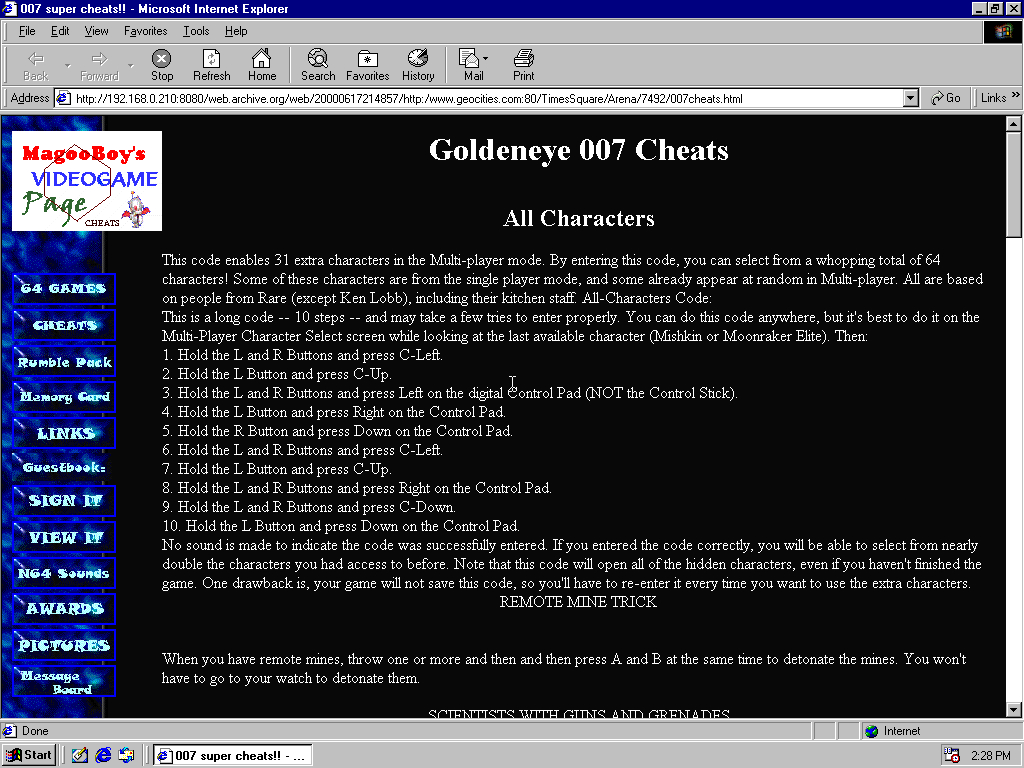 007 super cheats!! - Microsoft Internet Explorer
File Edit View Favorites Tools Help
Back Forward Stop Refresh Home Search Favorites History Mail Print
Address http://192.168.0.210:8080/web.archive.org/web/20000617214857/http:/www.geocities.com:80/TimesSquare/Arena/7492/007cheats.html Go Links »
MagooBoy's
VIDEOGAME
Page
CHEATS
64 GAMES
CHEATS
Rumble Pack
Memory Card
LINKS
Guestbook:
SIGN IT
VIEW IT
N64 Sounds
AWARDS
PICTURES
Message
Board
Goldeneye 007 Cheats
All Characters
This code enables 31 extra characters in the Multi-player mode. By entering this code, you can select from a whopping total of 64
characters! Some of these characters are from the single player mode, and some already appear at random in Multi-player. All are based
on people from Rare (except Ken Lobb), including their kitchen staff. All-Characters Code:
This is a long code -- 10 steps -- and may take a few tries to enter properly. You can do this code anywhere, but it's best to do it on the
Multi-Player Character Select screen while looking at the last available character (Mishkin or Moonraker Elite). Then:
1. Hold the L and R Buttons and press C-Left.
2. Hold the L Button and press C-Up.
3. Hold the L and R Buttons and press Left on the digital Control Pad (NOT the Control Stick).
4. Hold the L Button and press Right on the Control Pad.
5. Hold the R Button and press Down on the Control Pad.
6. Hold the L and R Buttons and press C-Left.
7. Hold the L Button and press C-Up.
8. Hold the L and R Buttons and press Right on the Control Pad.
9. Hold the L and R Buttons and press C-Down.
10. Hold the L Button and press Down on the Control Pad.
No sound is made to indicate the code was successfully entered. If you entered the code correctly, you will be able to select from nearly
double the characters you had access to before. Note that this code will open all of the hidden characters, even if you haven't finished the
game. One drawback is, your game will not save this code, so you'll have to re-enter it every time you want to use the extra characters.
REMOTE MINE TRICK
When you have remote mines, throw one or more and then and then press A and B at the same time to detonate the mines. You won't
have to go to your watch to detonate them.
SCIENTISTS WITH GUNS AND GRENADES
Done Internet
Start 007 super cheats!! - ... 2:28 PM